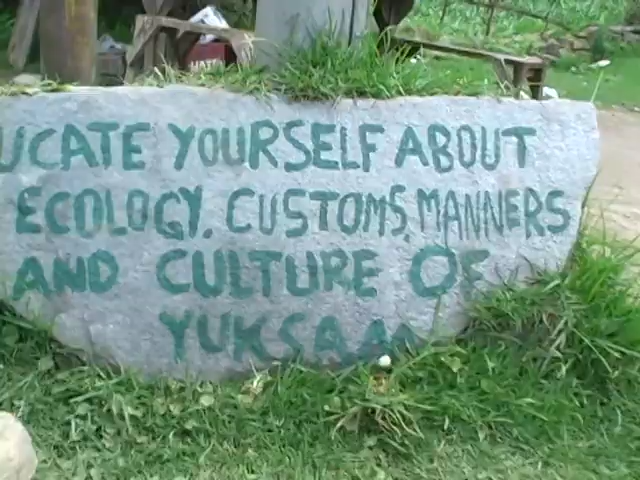 UCATE YOURSELF ABOUT
ECOLOGY, CUSTOMS, MANNERS
AND CULTURE OF
YUKSAM